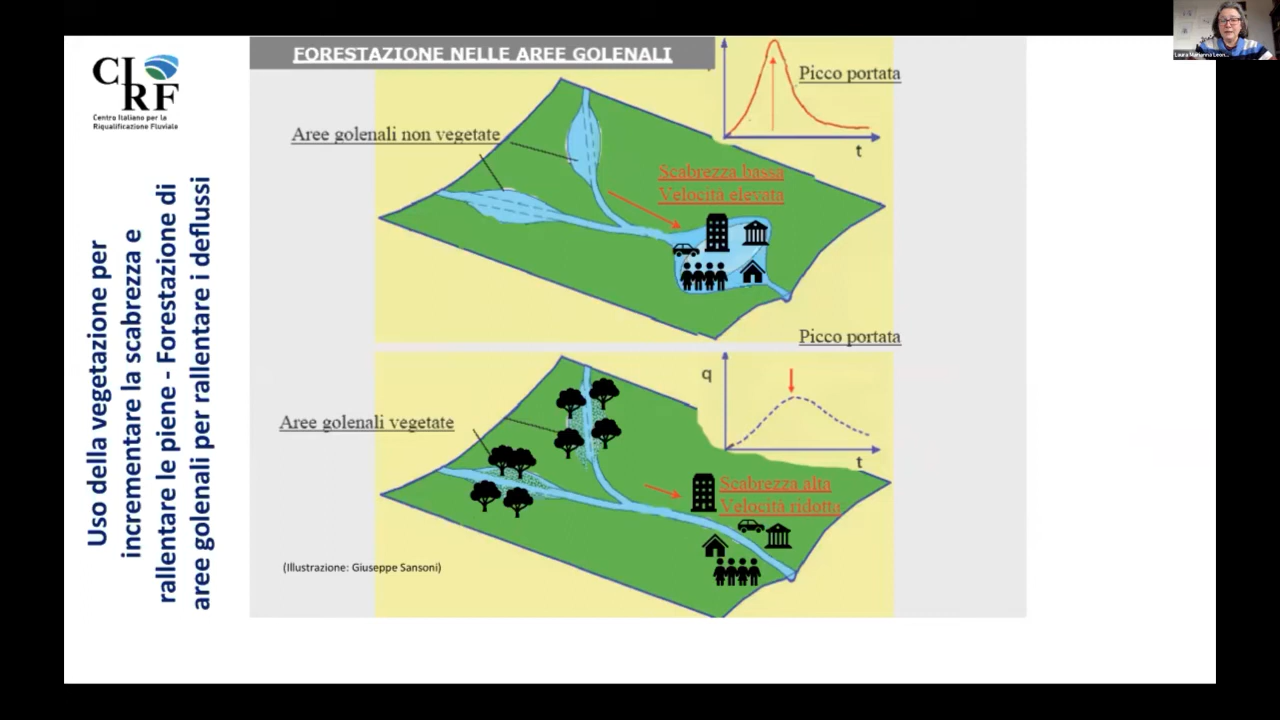 CIRF
Centro Italiano per la
Riqualificazione Fluviale
Uso della vegetazione per
incrementare la scabrezza e
rallentare le piene - Forestazione di
aree golenali per rallentare i deflussi
FORESTAZIONE NELLE AREE GOLENALI
Picco portata
t
Aree golenali non vegetate
Scabrezza bassa
Velocità elevata
Picco portata
q
t
Aree golenali vegetate
Scabrezza alta
Velocità ridotta
(Illustrazione: Giuseppe Sansoni)